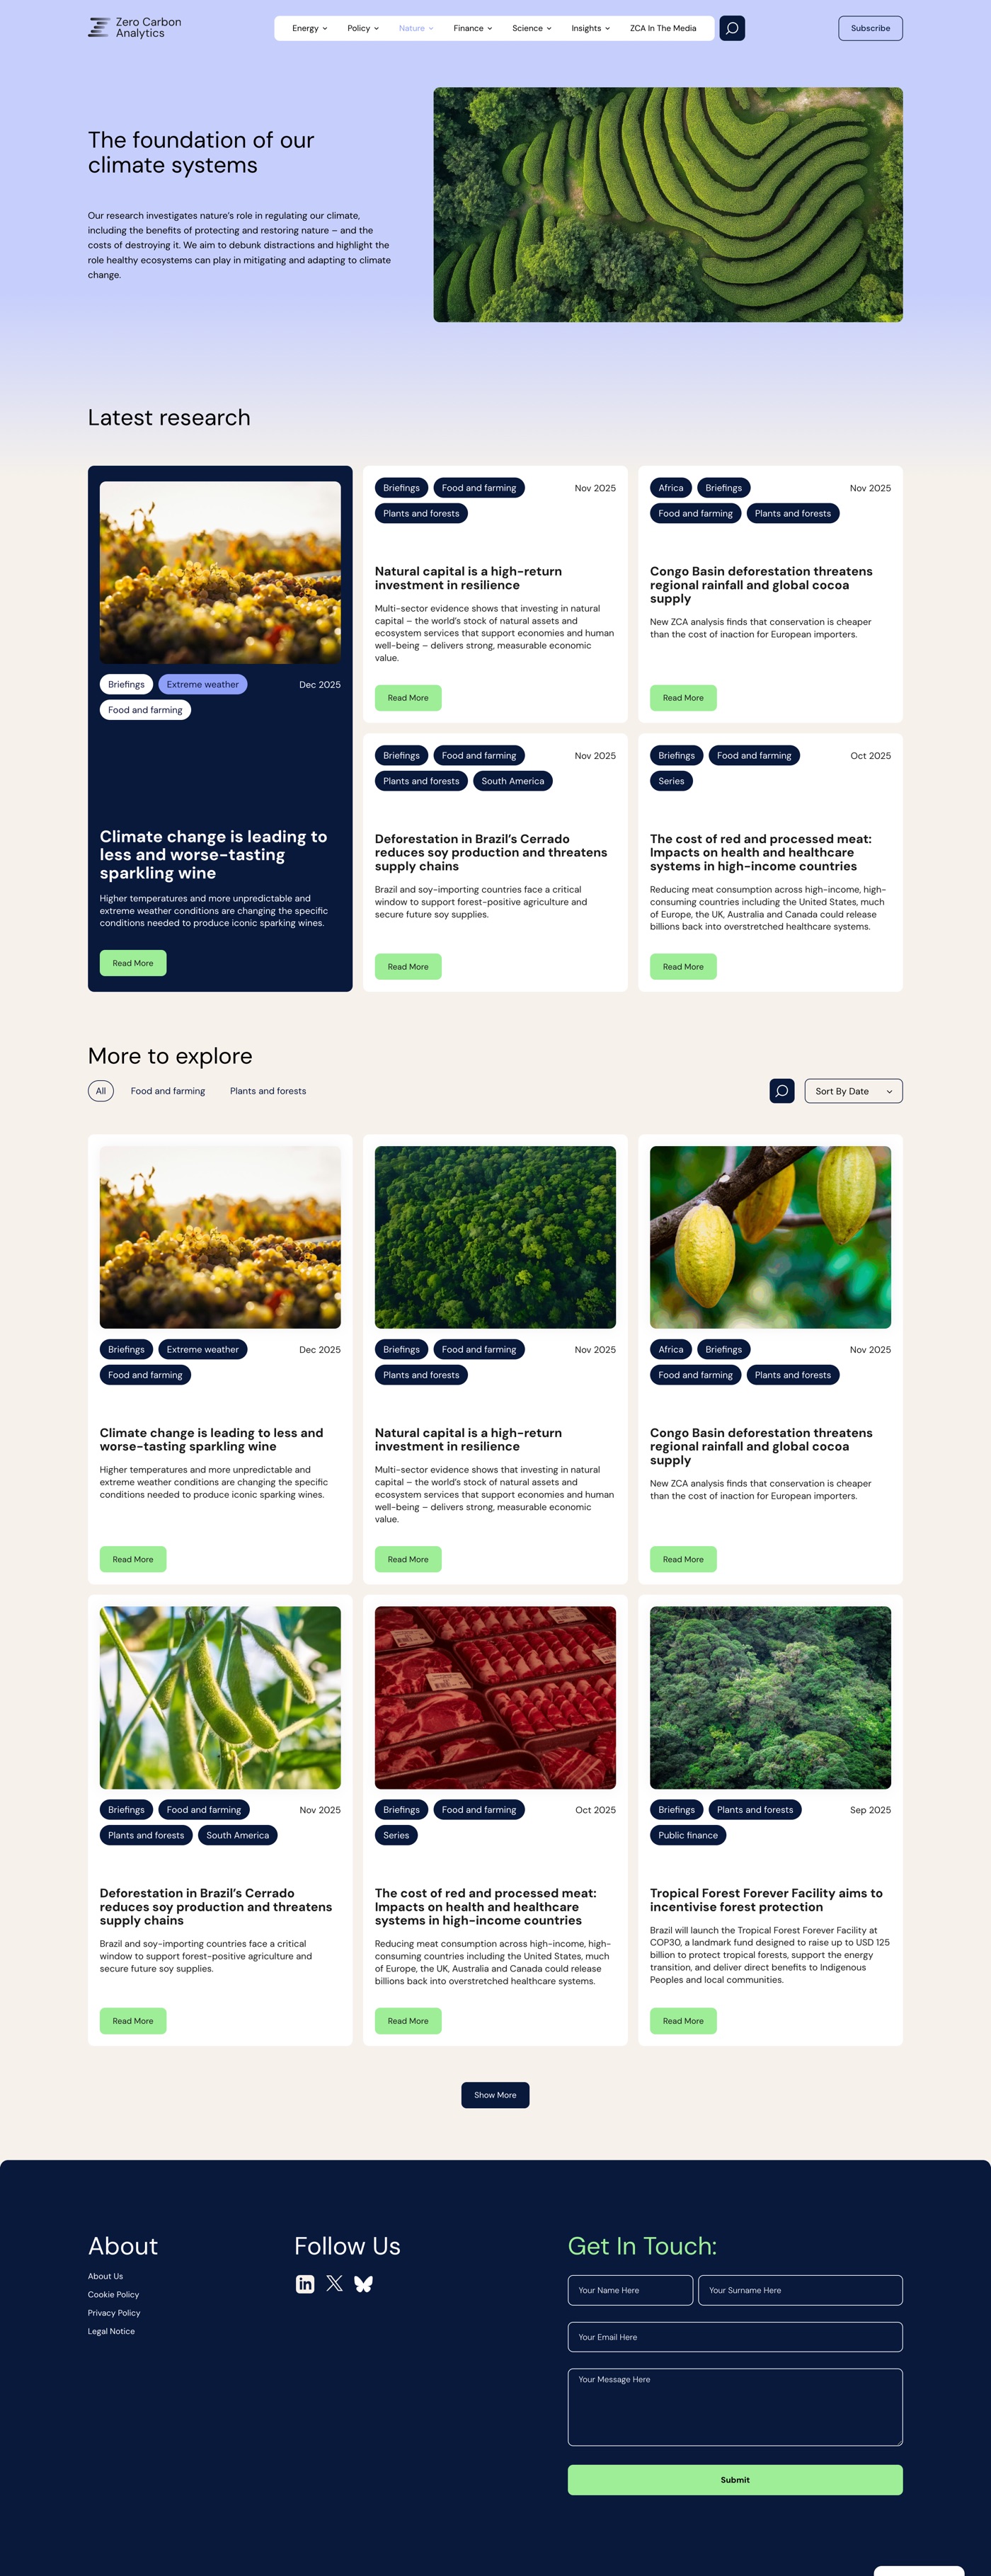 Zero Carbon
Analytics
Energy
Policy
Nature
Finance
Science
Insights
ZCA In The Media
Subscribe
The foundation of our
climate systems
Our research investigates nature's role in regulating our climate,
including the benefits of protecting and restoring nature – and the
costs of destroying it. We aim to debunk distractions and highlight the
role healthy ecosystems can play in mitigating and adapting to climate
change.
Latest research
Briefings
Extreme weather
Dec 2025
Food and farming
Climate change is leading to
less and worse-tasting
sparkling wine
Higher temperatures and more unpredictable and
extreme weather conditions are changing the specific
conditions needed to produce iconic sparking wines.
Read More
Briefings
Food and farming
Nov 2025
Plants and forests
Natural capital is a high-return
investment in resilience
Multi-sector evidence shows that investing in natural
capital – the world's stock of natural assets and
ecosystem services that support economies and human
well-being – delivers strong, measurable economic
value.
Read More
Africa
Briefings
Nov 2025
Food and farming
Plants and forests
Congo Basin deforestation threatens
regional rainfall and global cocoa
supply
New ZCA analysis finds that conservation is cheaper
than the cost of inaction for European importers.
Read More
Briefings
Food and farming
Nov 2025
Plants and forests
South America
Deforestation in Brazil's Cerrado
reduces soy production and threatens
supply chains
Brazil and soy-importing countries face a critical
window to support forest-positive agriculture and
secure future soy supplies.
Read More
Briefings
Food and farming
Oct 2025
Series
The cost of red and processed meat:
Impacts on health and healthcare
systems in high-income countries
Reducing meat consumption across high-income, high-
consuming countries including the United States, much
of Europe, the UK, Australia and Canada could release
billions back into overstretched healthcare systems.
Read More
More to explore
All
Food and farming
Plants and forests
Sort By Date
Briefings
Extreme weather
Dec 2025
Food and farming
Climate change is leading to less and
worse-tasting sparkling wine
Higher temperatures and more unpredictable and
extreme weather conditions are changing the specific
conditions needed to produce iconic sparking wines.
Read More
Briefings
Food and farming
Nov 2025
Plants and forests
Natural capital is a high-return
investment in resilience
Multi-sector evidence shows that investing in natural
capital – the world's stock of natural assets and
ecosystem services that support economies and human
well-being – delivers strong, measurable economic
value.
Read More
Africa
Briefings
Nov 2025
Food and farming
Plants and forests
Congo Basin deforestation threatens
regional rainfall and global cocoa
supply
New ZCA analysis finds that conservation is cheaper
than the cost of inaction for European importers.
Read More
Briefings
Food and farming
Nov 2025
Plants and forests
South America
Deforestation in Brazil's Cerrado
reduces soy production and threatens
supply chains
Brazil and soy-importing countries face a critical
window to support forest-positive agriculture and
secure future soy supplies.
Read More
Briefings
Food and farming
Oct 2025
Series
The cost of red and processed meat:
Impacts on health and healthcare
systems in high-income countries
Reducing meat consumption across high-income, high-
consuming countries including the United States, much
of Europe, the UK, Australia and Canada could release
billions back into overstretched healthcare systems.
Read More
Briefings
Plants and forests
Sep 2025
Public finance
Tropical Forest Forever Facility aims to
incentivise forest protection
Brazil will launch the Tropical Forest Forever Facility at
COP30, a landmark fund designed to raise up to USD 125
billion to protect tropical forests, support the energy
transition, and deliver direct benefits to Indigenous
Peoples and local communities.
Read More
Show More
About
About Us
Cookie Policy
Privacy Policy
Legal Notice
Follow Us
Get In Touch:
Your Name Here
Your Surname Here
Your Email Here
Your Message Here
Submit